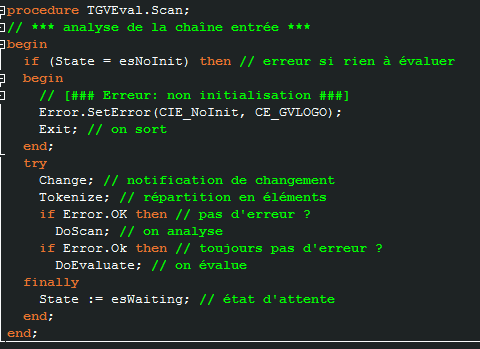 procedure TGVEval.Scan;
// *** analyse de la chaîne entrée ***
begin
if (State = esNoInit) then // erreur si rien à évaluer
begin
// [### Erreur: non initialisation ###]
Error.SetError(CIE_NoInit, CE_GVLOGO);
Exit; // on sort
end;
try
Change; // notification de changement
Tokenize; // répartition en éléments
if Error.OK then // pas d'erreur ?
DoScan; // on analyse
if Error.Ok then // toujours pas d'erreur ?
DoEvaluate; // on évalue
finally
State := esWaiting; // état d'attente
end;
end;